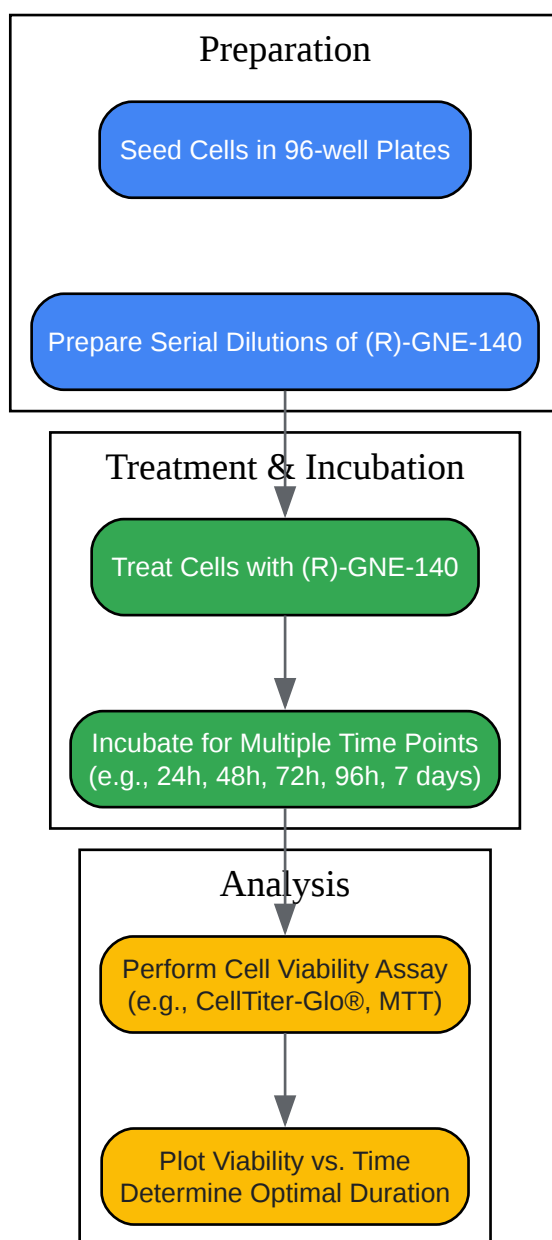 Preparation
Seed Cells in 96-well Plates
Prepare Serial Dilutions of (R)-GNE-140
Treatment & Incubation
Treat Cells with (R)-GNE-140
Incubate for Multiple Time Points
(e.g., 24h, 48h, 72h, 96h, 7 days)
Analysis
Perform Cell Viability Assay
(e.g., CellTiter-Glo®, MTT)
Plot Viability vs. Time
Determine Optimal Duration